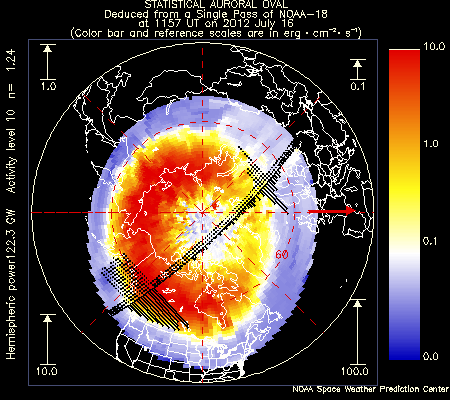 STATISTICAL AURORAL OVAL
Deduced from a Single Pass of NOAA-18
at 1157 UT on 2012 July 16
(Color bar and reference scales are in erg·cm⁻²·s⁻¹)
Hemispheric power122.3 GW Activity level 10 n= 1.24
1.0
0.1
10.0
100.0
60
10.0
1.0
0.1
0.0
NOAA Space Weather Prediction Center